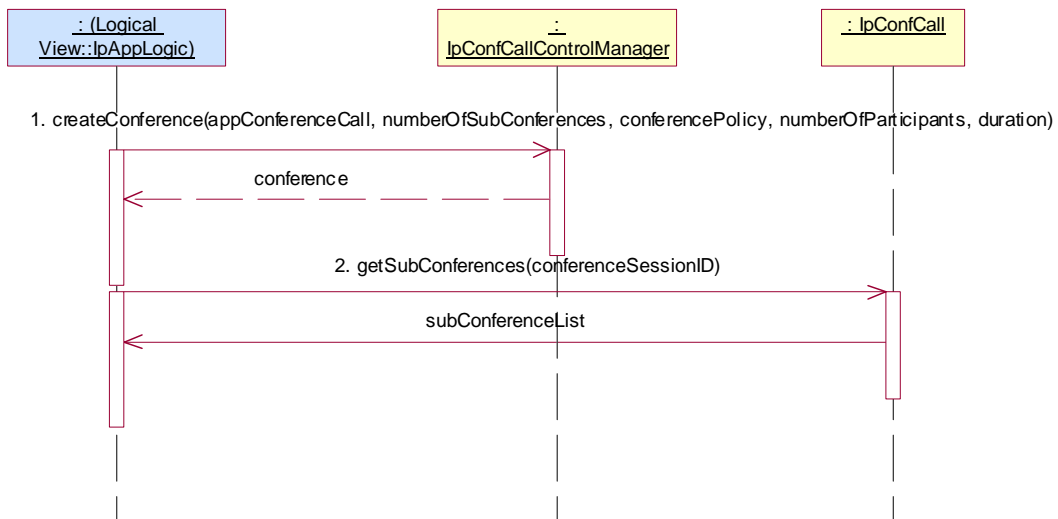 : (Logical
View::IpAppLogic)
:
IpConfCallControlManager
: IpConfCall
1. createConference(appConferenceCall, numberOfSubConferences, conferencePolicy, numberOfParticipants, duration)
conference
2. getSubConferences(conferenceSessionID)
subConferenceList